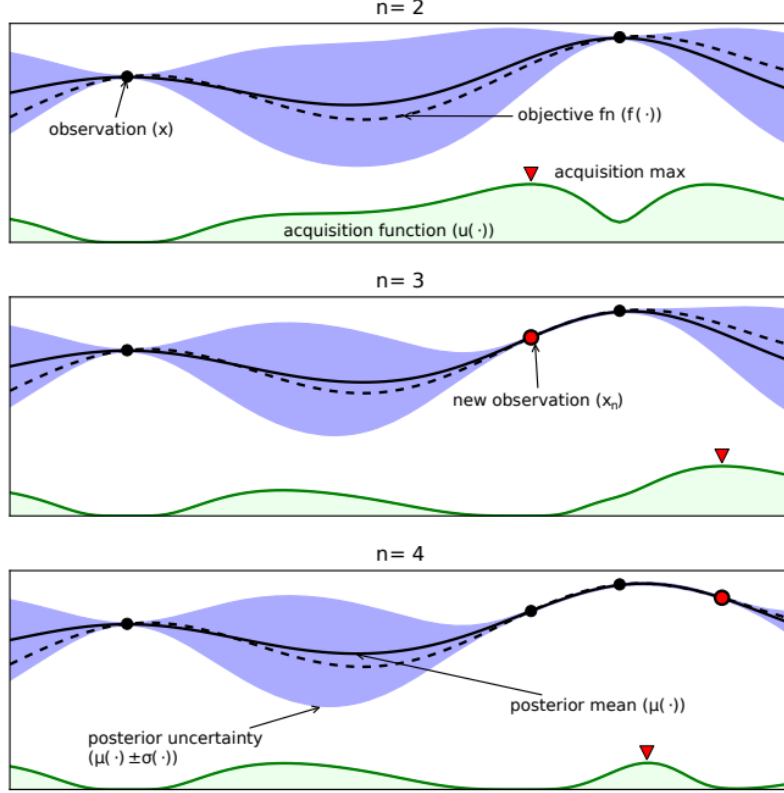 n= 2
observation (x)
objective fn (f(·))
acquisition max
acquisition function (u(·))
n= 3
new observation (xₙ)
n= 4
posterior mean (μ(·))
posterior uncertainty
(μ(·)±σ(·))